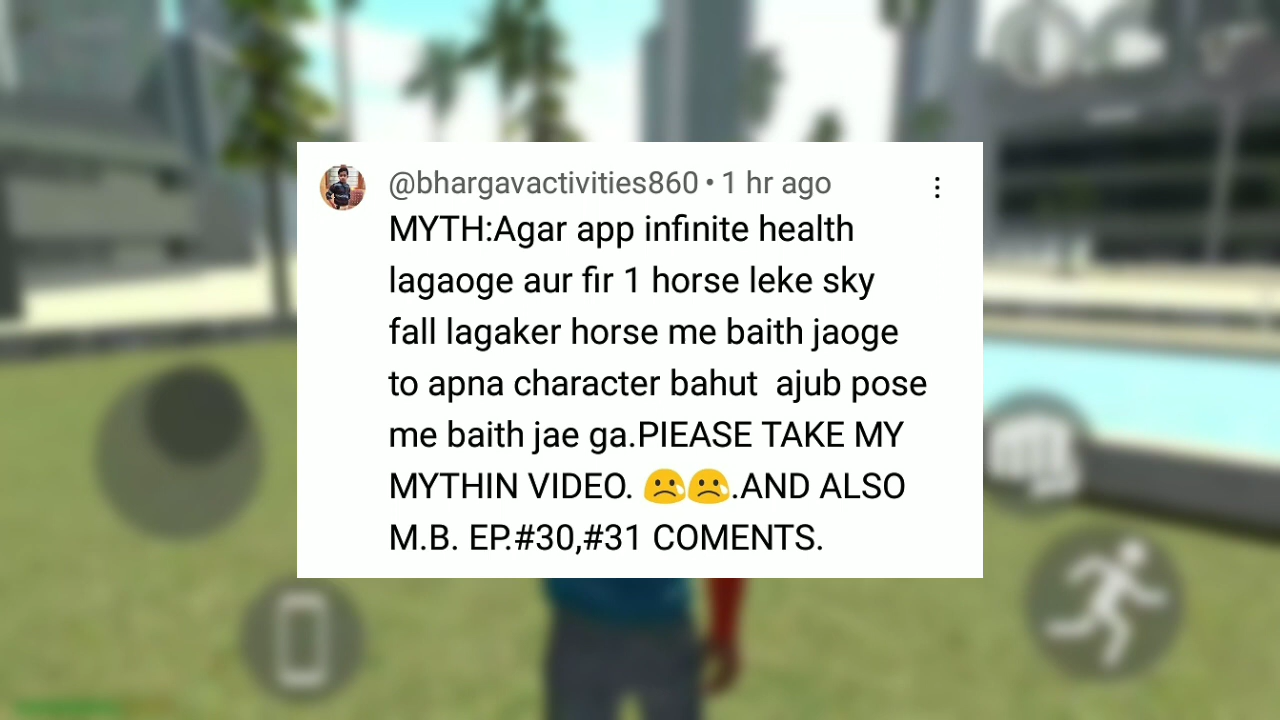 @bhargavactivities860 • 1 hr ago
MYTH:Agar app infinite health
lagaoge aur fir 1 horse leke sky
fall lagaker horse me baith jaoge
to apna character bahut  ajub pose
me baith jae ga.PIEASE TAKE MY
MYTHIN VIDEO. 😢😢.AND ALSO
M.B. EP.#30,#31 COMENTS.